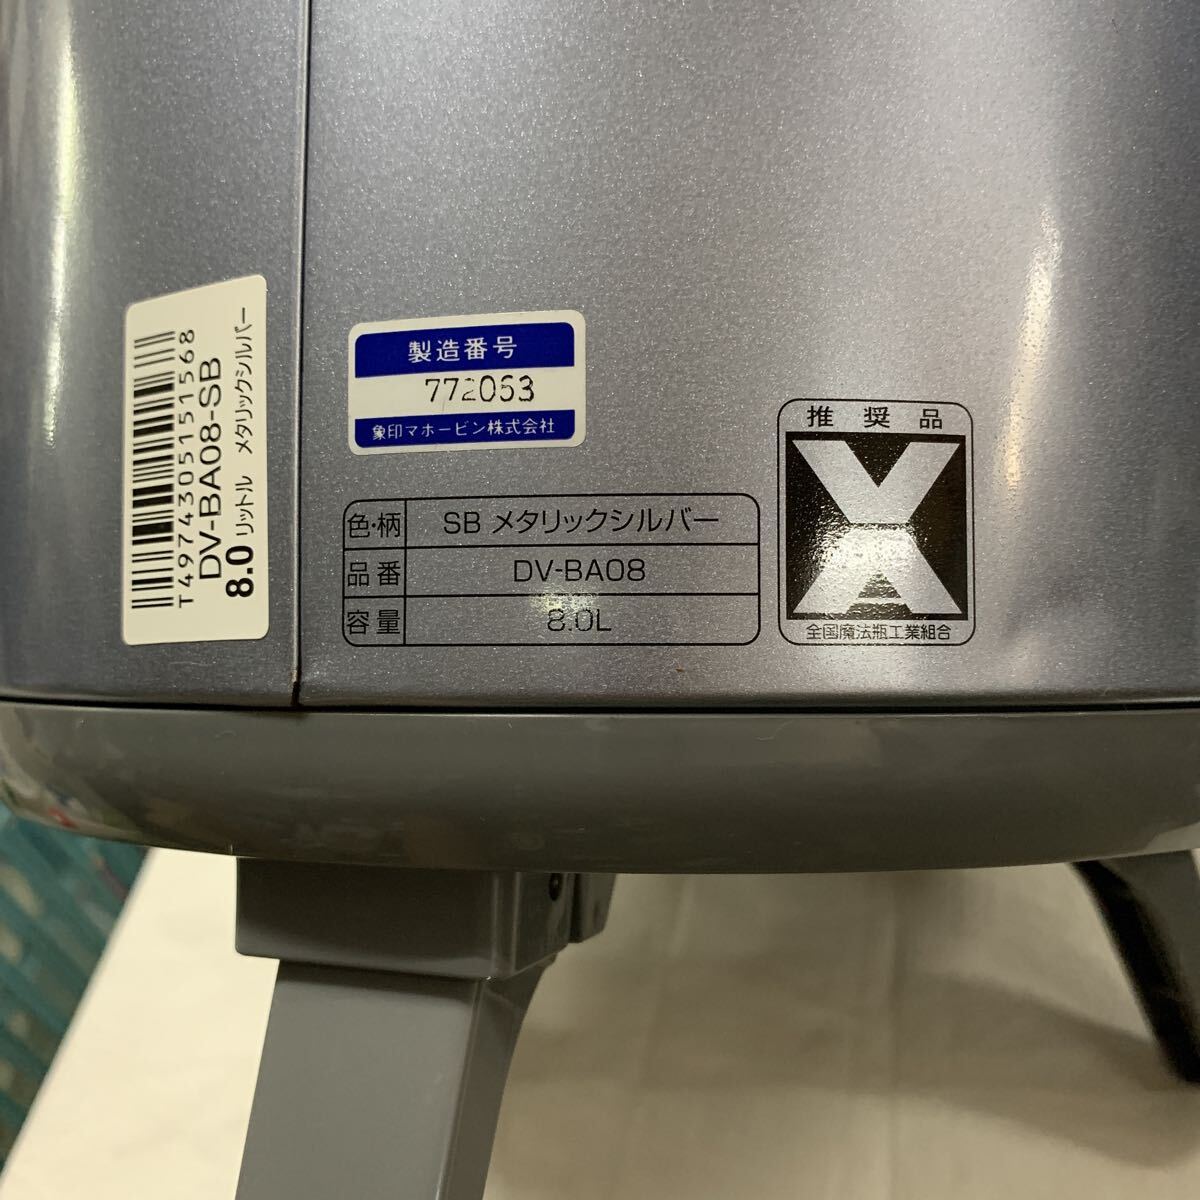 T4974305151568
DV-BA08-SB
8.0 リットル メタリックシルバー
製造番号
772053
象印マホービン株式会社
色・柄 SB メタリックシルバー
品番 DV-BA08
容量 8.0L
推奨品
全国魔法瓶工業組合